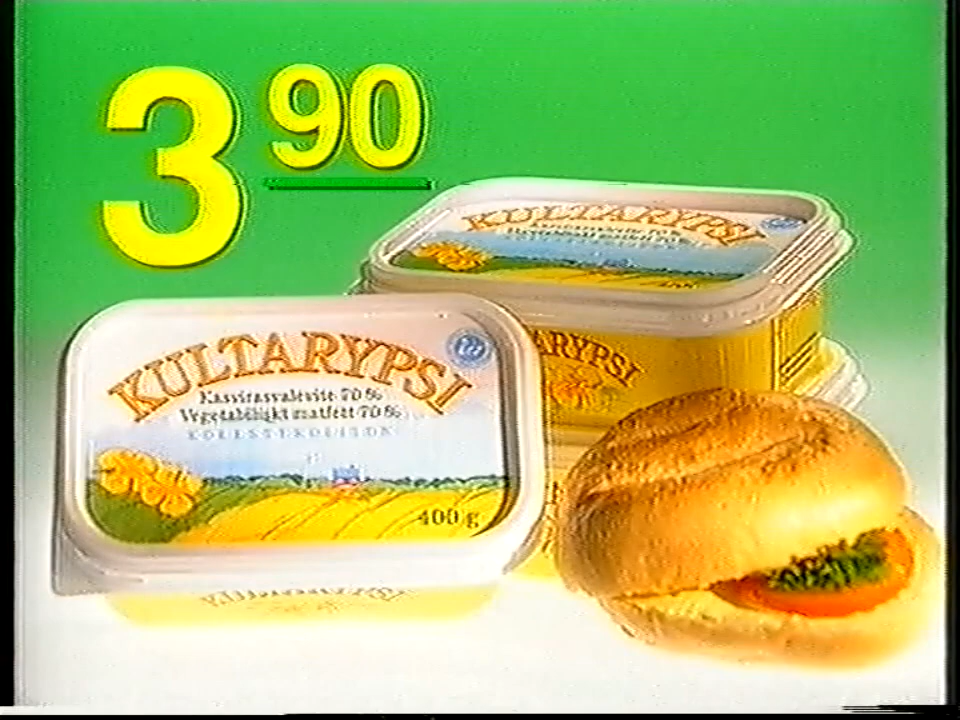 3 90
KULTARYPSI
KULTARYPSI
Kasvirasvalevite 70 %
Vegetabiliskt matfett 70 %
KOLESTEROLITON
400 g